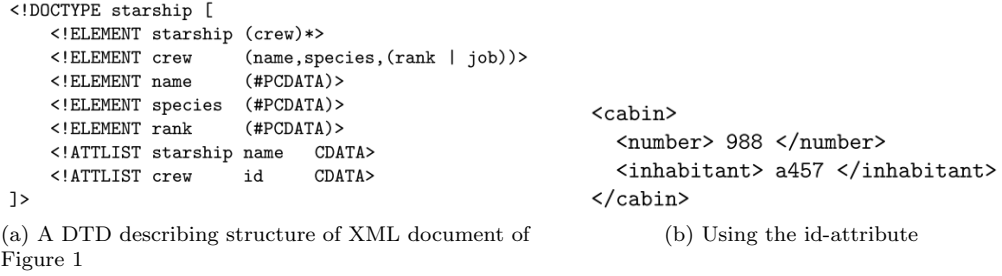 <!DOCTYPE starship [
<!ELEMENT starship (crew)*>
<!ELEMENT crew (name,species,(rank | job))>
<!ELEMENT name (#PCDATA)>
<!ELEMENT species (#PCDATA)>
<!ELEMENT rank (#PCDATA)>
<!ATTLIST starship name CDATA>
<!ATTLIST crew id CDATA>
]>
(a) A DTD describing structure of XML document of
Figure 1
<cabin>
<number> 988 </number>
<inhabitant> a457 </inhabitant>
</cabin>
(b) Using the id-attribute